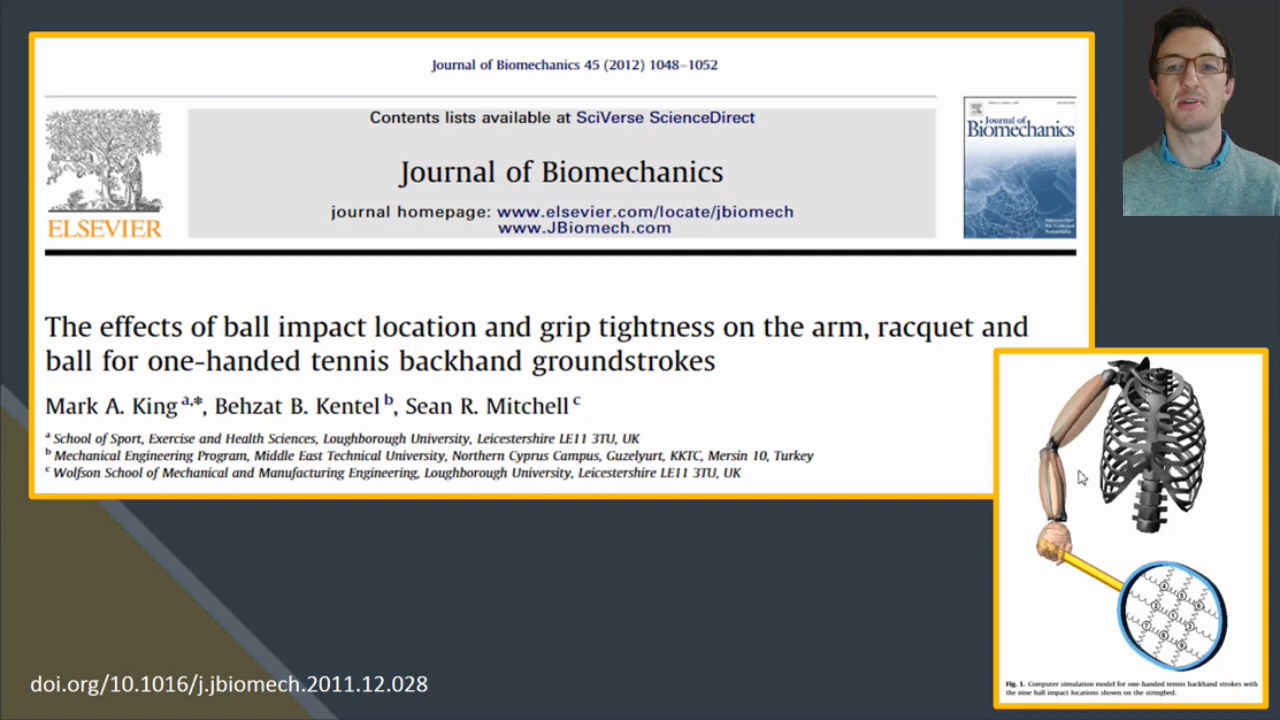 Journal of Biomechanics 45 (2012) 1048–1052
Contents lists available at SciVerse ScienceDirect
Journal of Biomechanics
journal homepage: www.elsevier.com/locate/jbiomech
www.JBiomech.com
ELSEVIER
Journal of
Biomechanics
The effects of ball impact location and grip tightness on the arm, racquet and
ball for one-handed tennis backhand groundstrokes
Mark A. King a,*, Behzat B. Kentel b, Sean R. Mitchell c
a School of Sport, Exercise and Health Sciences, Loughborough University, Leicestershire LE11 3TU, UK
b Mechanical Engineering Program, Middle East Technical University, Northern Cyprus Campus, Guzelyurt, KKTC, Mersin 10, Turkey
c Wolfson School of Mechanical and Manufacturing Engineering, Loughborough University, Leicestershire LE11 3TU, UK
Fig. 1. Computer simulation model for one-handed tennis backhand strokes with
the nine ball impact locations shown on the stringbed.
doi.org/10.1016/j.jbiomech.2011.12.028